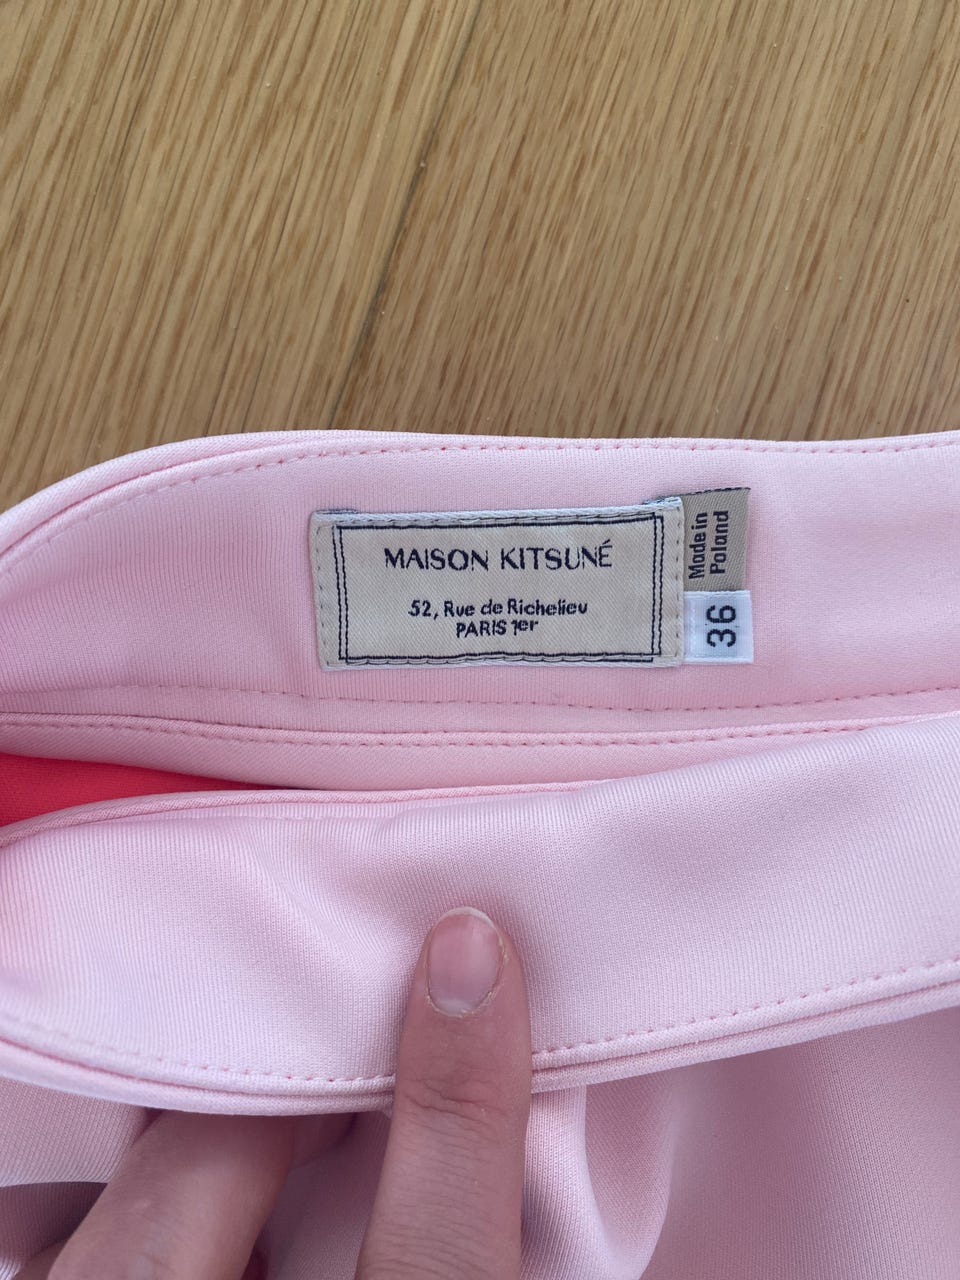 MAISON KITSUNÉ
52, Rue de Richelieu
PARIS 1er
Made in
Poland
36